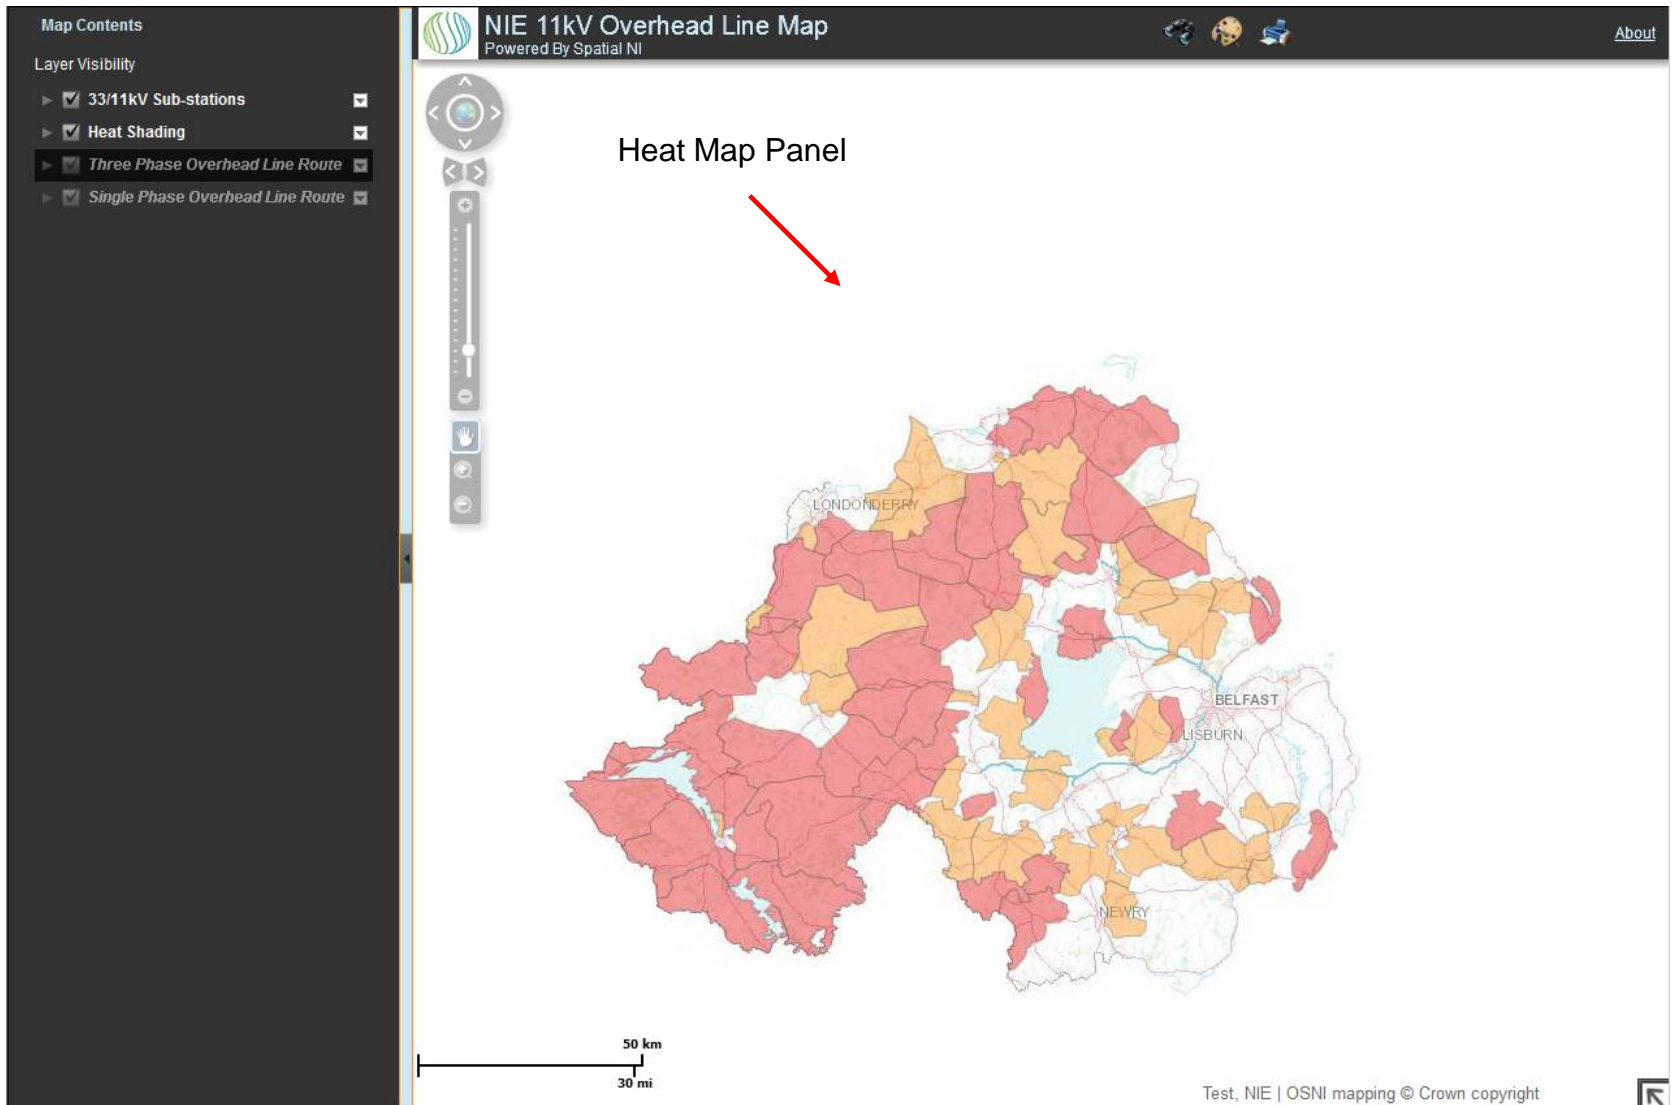 Map Contents
Layer Visibility
33/11kV Sub-stations
Heat Shading
Three Phase Overhead Line Route
Single Phase Overhead Line Route
NIE 11kV Overhead Line Map
Powered By Spatial NI
About
Heat Map Panel
LONDONDERRY
BELFAST
LISBURN
NEWRY
50 km
30 mi
Test, NIE | OSNI mapping © Crown copyright